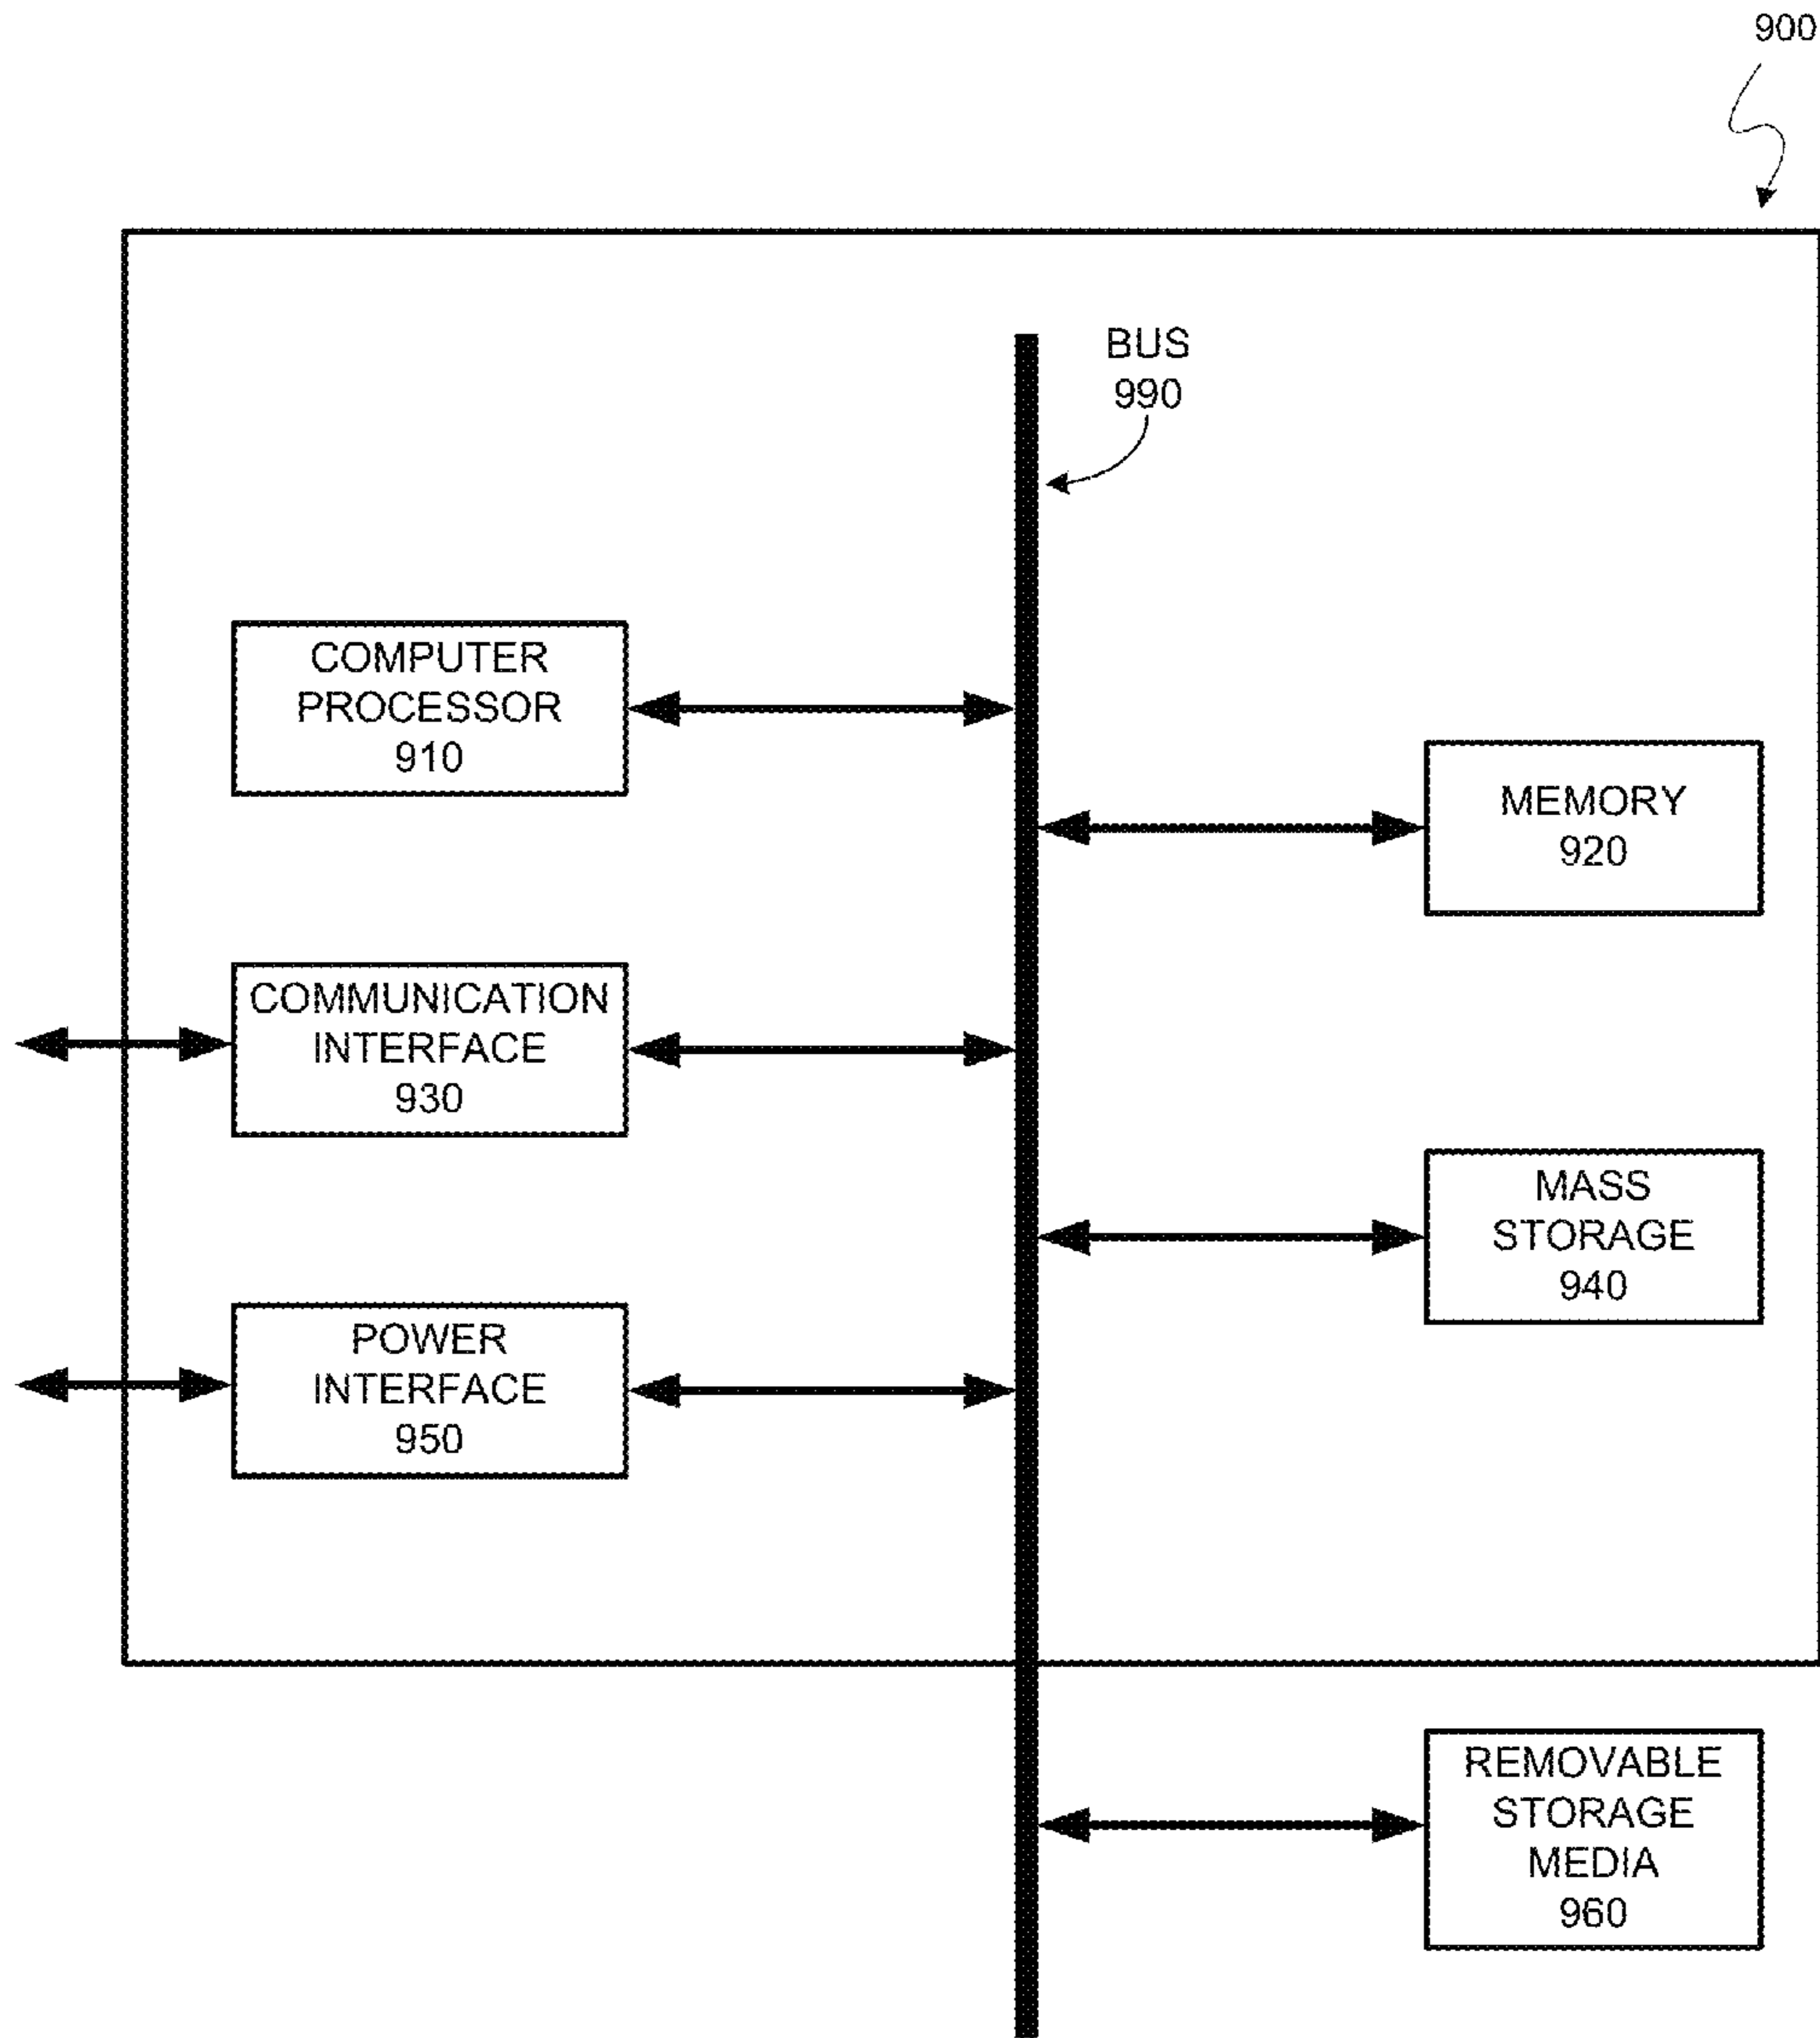 900
BUS
990
COMPUTER
PROCESSOR
910
MEMORY
920
COMMUNICATION
INTERFACE
930
MASS
STORAGE
940
POWER
INTERFACE
950
REMOVABLE
STORAGE
MEDIA
960